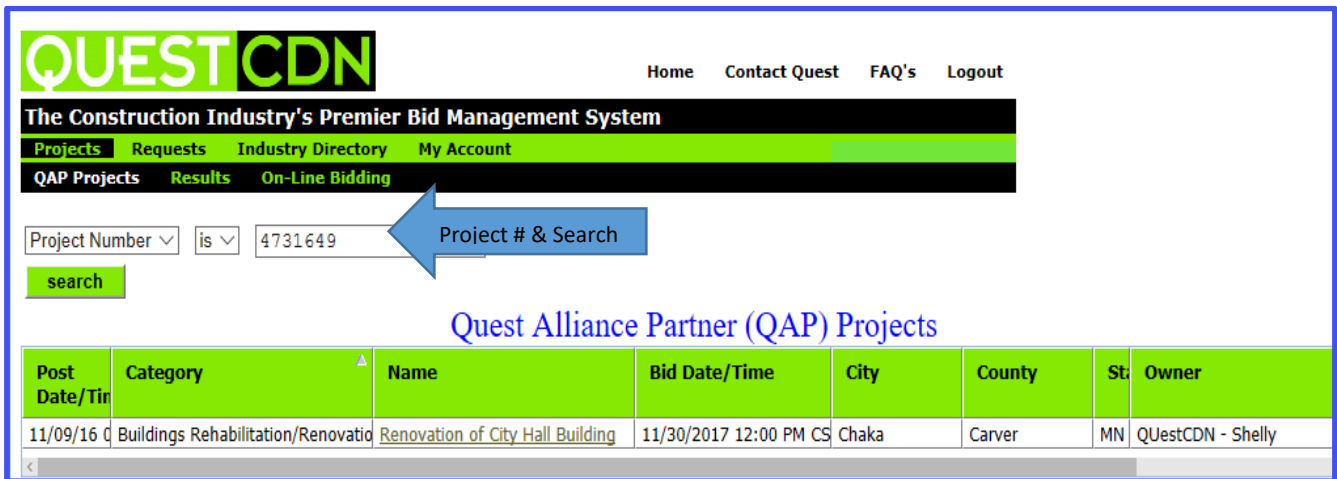 QUESTCDN
Home Contact Quest FAQ's Logout
The Construction Industry's Premier Bid Management System
Projects Requests Industry Directory My Account
QAP Projects Results On-Line Bidding
Project Number is 4731649
Project # & Search
search
Quest Alliance Partner (QAP) Projects
Post Date/Tin Category Name Bid Date/Time City County Sta Owner
11/09/16 0 Buildings Rehabilitation/Renovatio Renovation of City Hall Building 11/30/2017 12:00 PM CS Chaka Carver MN QUestCDN - Shelly